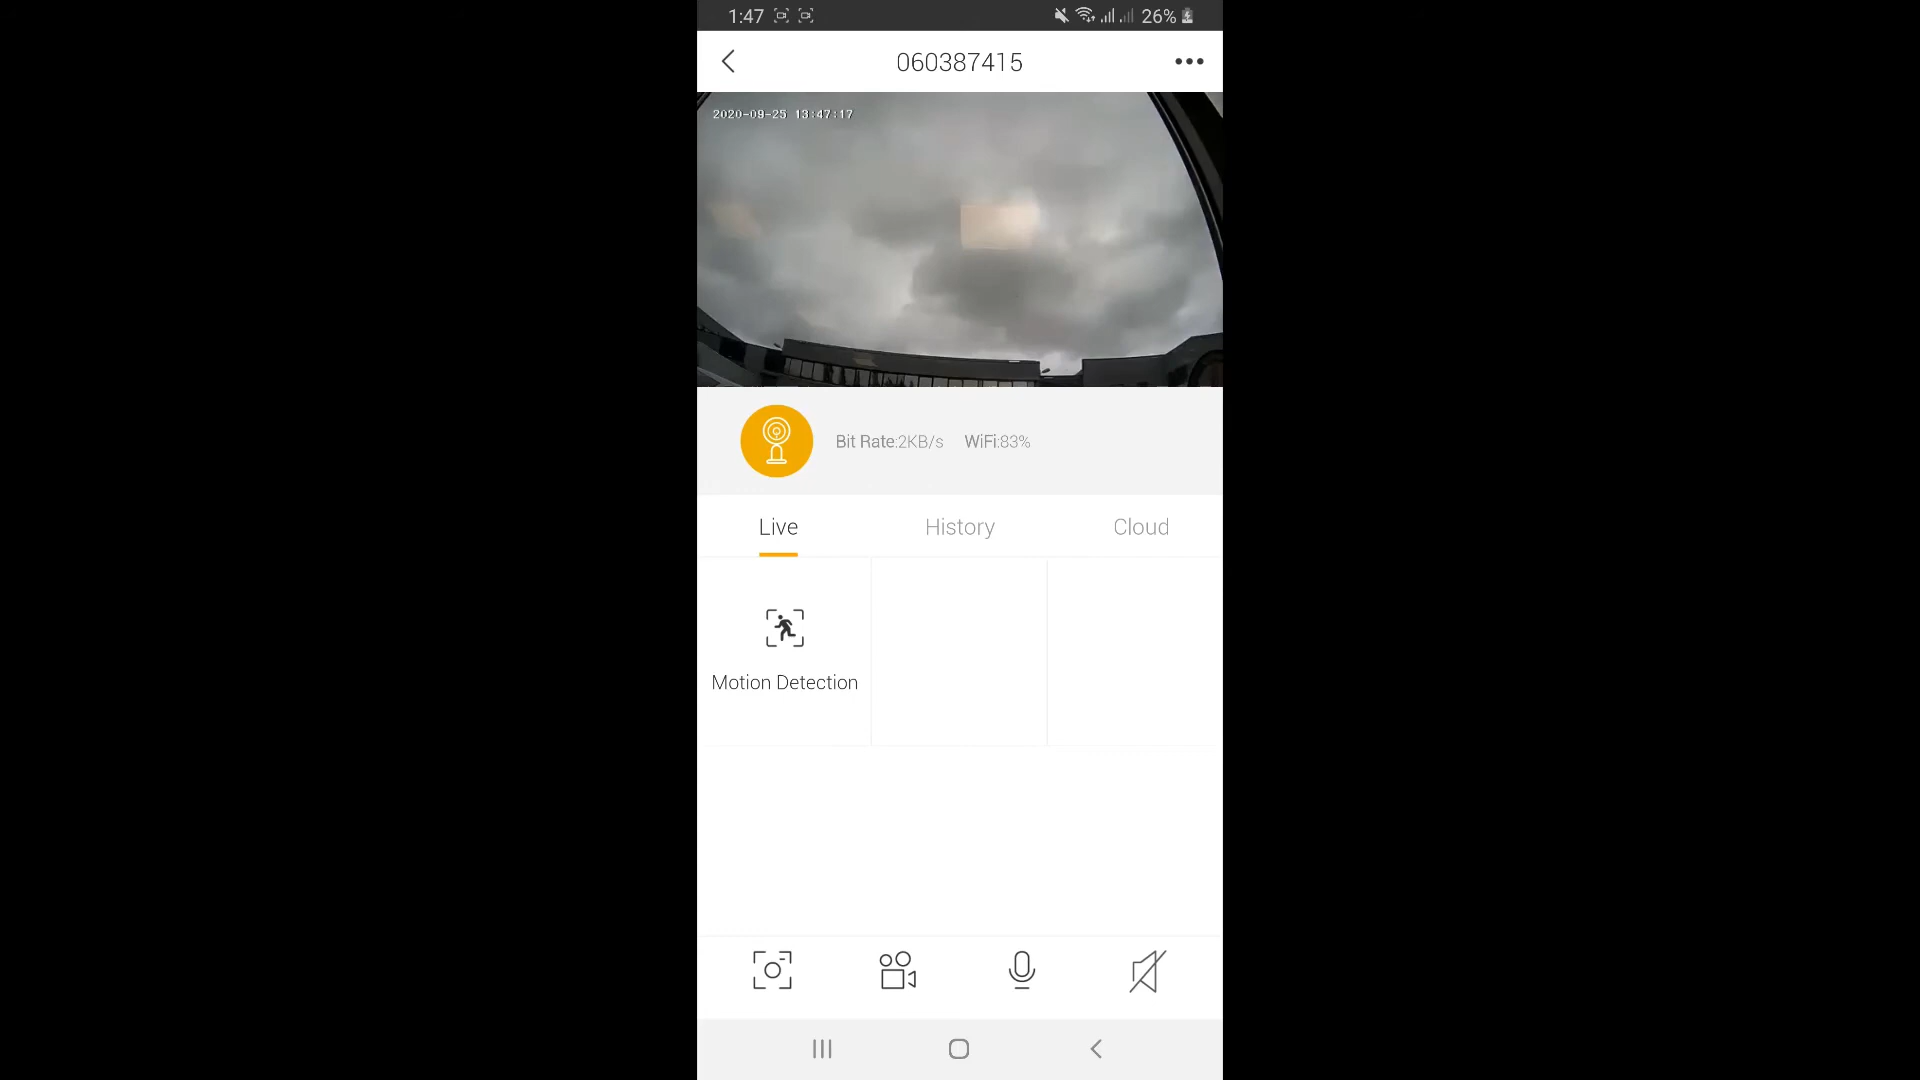 1:47 26%
060387415
2020-09-25 13:47:17
Bit Rate:2KB/s WiFi:83%
Live History Cloud
Motion Detection